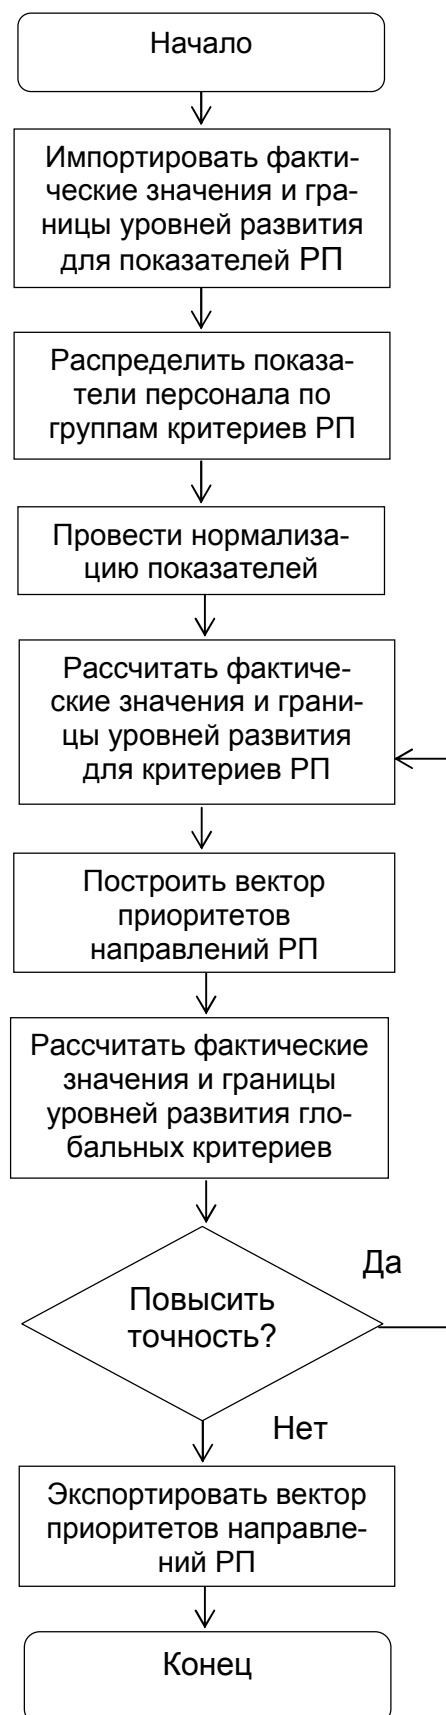 Начало
Импортировать факти-
ческие значения и гра-
ницы уровней развития
для показателей РП
Распределить показа-
тели персонала по
группам критериев РП
Провести нормализа-
цию показателей
Рассчитать фактиче-
ские значения и грани-
цы уровней развития
для критериев РП
Построить вектор
приоритетов
направлений РП
Рассчитать фактические
значения и границы
уровней развития гло-
бальных критериев
Да
Повысить
точность?
Нет
Экспортировать вектор
приоритетов направле-
ний РП
Конец